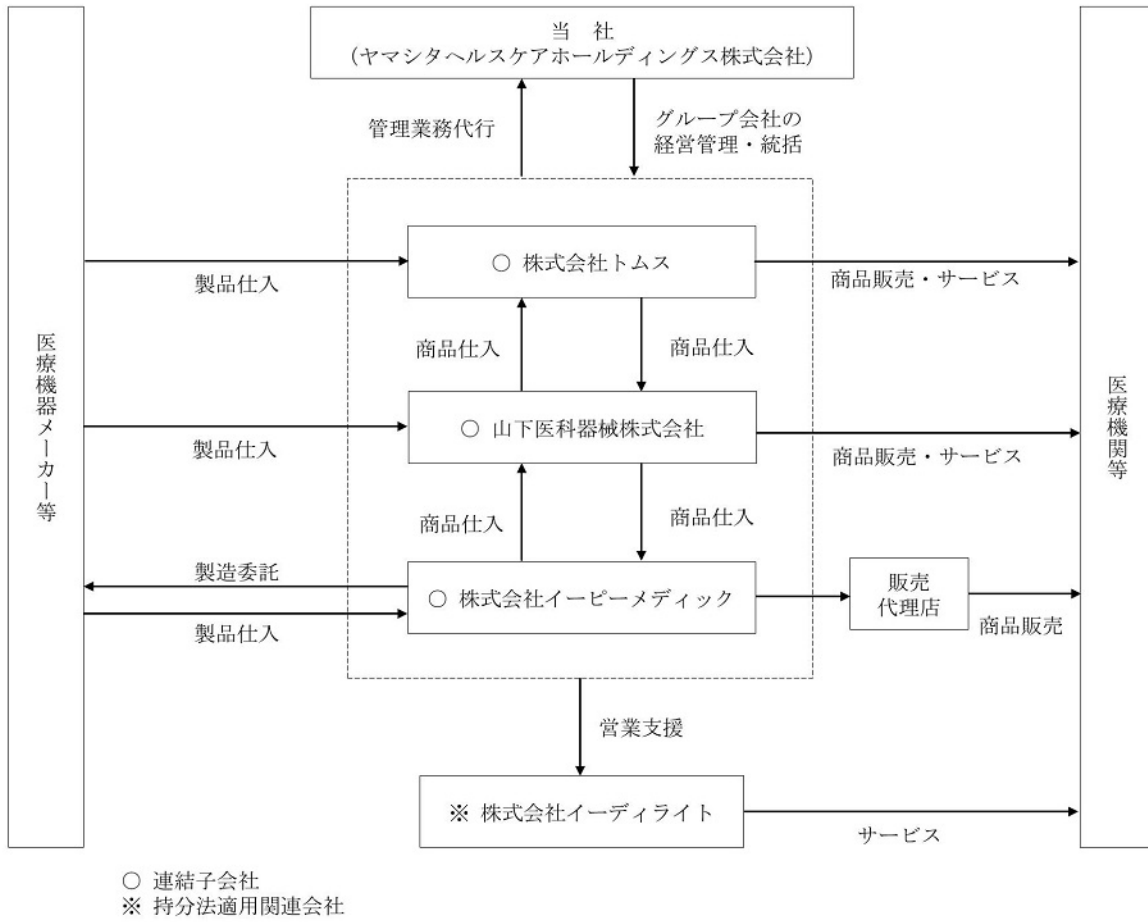 当　社
(ヤマシタヘルスケアホールディングス株式会社)
管理業務代行
グループ会社の
経営管理・統括
医療機器メーカー等
医療機関等
○ 株式会社トムス
製品仕入
商品販売・サービス
商品仕入
商品仕入
○ 山下医科器械株式会社
製品仕入
商品販売・サービス
商品仕入
商品仕入
製造委託
○ 株式会社イーピーメディック
製品仕入
販売
代理店
商品販売
営業支援
※ 株式会社イーディライト
サービス
○ 連結子会社
※ 持分法適用関連会社